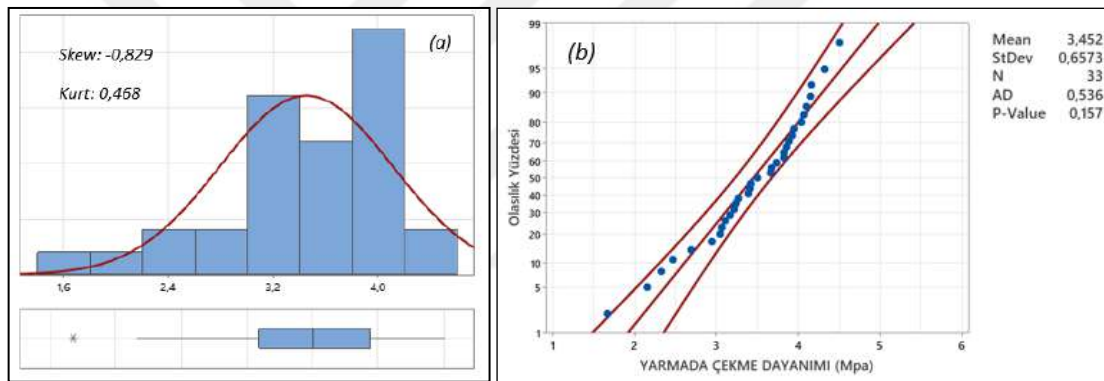 (a)
Skew: -0,829
Kurt: 0,468
1,6 2,4 3,2 4,0
(b)
Olasılık Yüzdesi
99
95
90
80
70
60
50
40
30
20
10
5
1
1 2 3 4 5 6
YARMADA ÇEKME DAYANIMI (Mpa)
Mean 3,452
StDev 0,6573
N 33
AD 0,536
P-Value 0,157